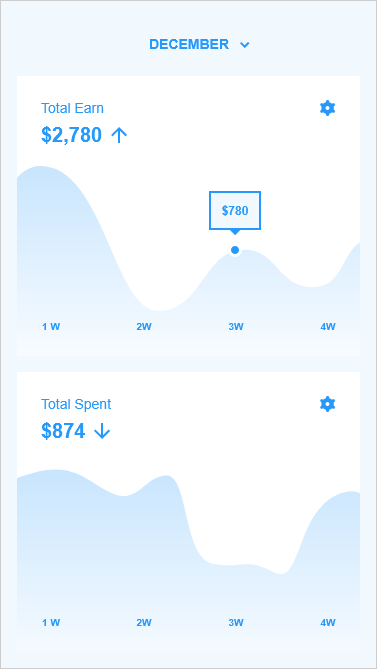 DECEMBER
Total Earn
$2,780
$780
1 W 2W 3W 4W
Total Spent
$874
1 W 2W 3W 4W